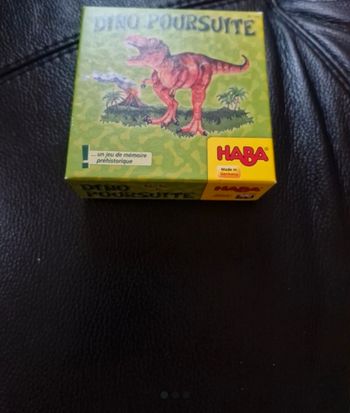 DINO POURSUITE
... un jeu de mémoire
préhistorique
HABA
Made in
Germany
DINO
POURSUITE
HABA